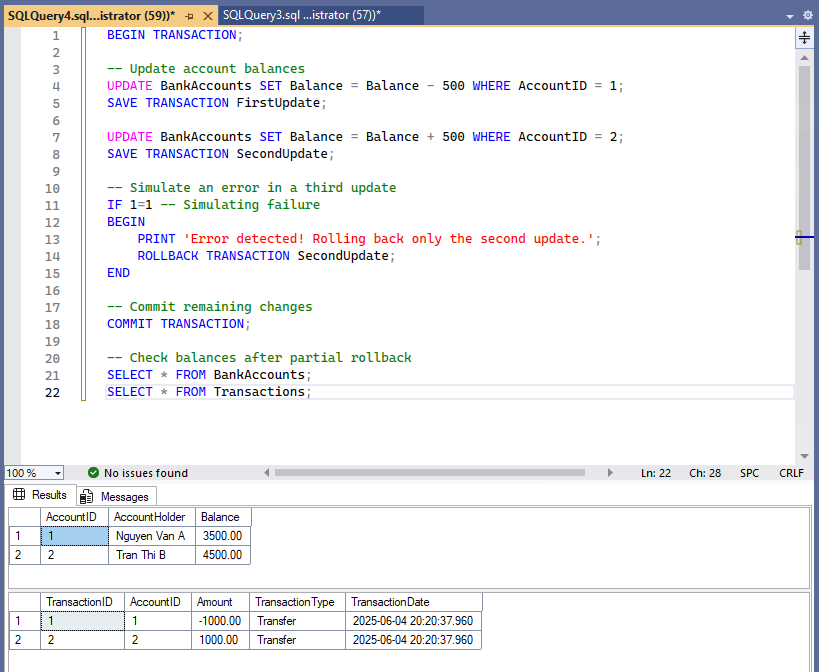 SQLQuery4.sql...istrator (59))* SQLQuery3.sql ...istrator (57))*
1 BEGIN TRANSACTION;
2
3 -- Update account balances
4 UPDATE BankAccounts SET Balance = Balance - 500 WHERE AccountID = 1;
5 SAVE TRANSACTION FirstUpdate;
6
7 UPDATE BankAccounts SET Balance = Balance + 500 WHERE AccountID = 2;
8 SAVE TRANSACTION SecondUpdate;
9
10 -- Simulate an error in a third update
11 IF 1=1 -- Simulating failure
12 BEGIN
13 PRINT 'Error detected! Rolling back only the second update.';
14 ROLLBACK TRANSACTION SecondUpdate;
15 END
16
17 -- Commit remaining changes
18 COMMIT TRANSACTION;
19
20 -- Check balances after partial rollback
21 SELECT * FROM BankAccounts;
22 SELECT * FROM Transactions;
100 % No issues found Ln: 22 Ch: 28 SPC CRLF
Results Messages
AccountID AccountHolder Balance
1 1 Nguyen Van A 3500.00
2 2 Tran Thi B 4500.00
TransactionID AccountID Amount TransactionType TransactionDate
1 1 1 -1000.00 Transfer 2025-06-04 20:20:37.960
2 2 2 1000.00 Transfer 2025-06-04 20:20:37.960